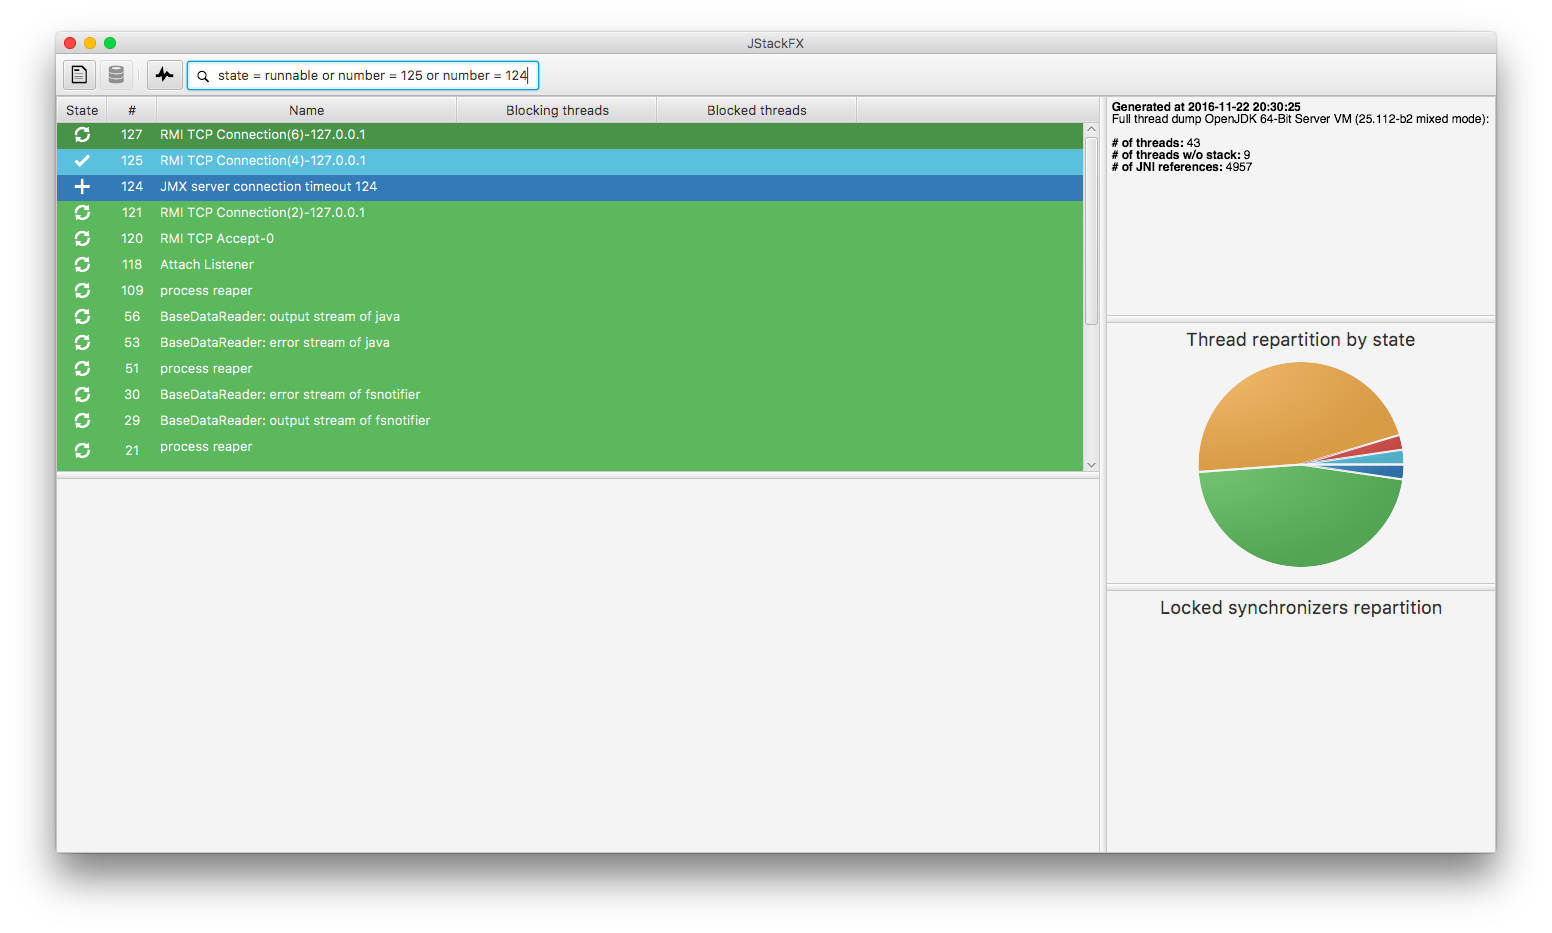 JStackFX
state = runnable or number = 125 or number = 124
State # Name Blocking threads Blocked threads
127 RMI TCP Connection(6)-127.0.0.1
125 RMI TCP Connection(4)-127.0.0.1
124 JMX server connection timeout 124
121 RMI TCP Connection(2)-127.0.0.1
120 RMI TCP Accept-0
118 Attach Listener
109 process reaper
56 BaseDataReader: output stream of java
53 BaseDataReader: error stream of java
51 process reaper
30 BaseDataReader: error stream of fsnotifier
29 BaseDataReader: output stream of fsnotifier
21 process reaper
Generated at 2016-11-22 20:30:25
Full thread dump OpenJDK 64-Bit Server VM (25.112-b2 mixed mode):
# of threads: 43
# of threads w/o stack: 9
# of JNI references: 4957
Thread repartition by state
Locked synchronizers repartition